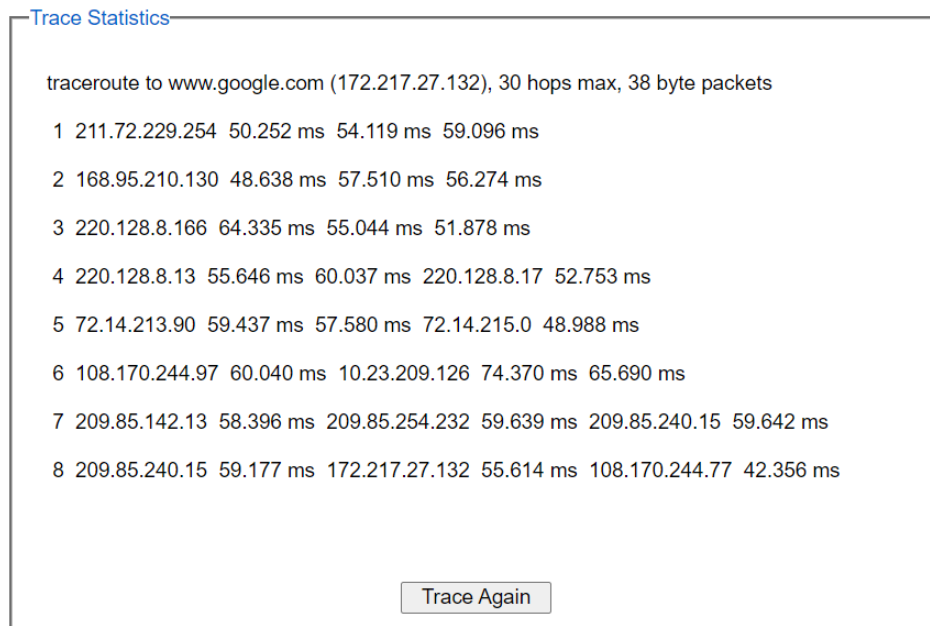 Trace Statistics
traceroute to www.google.com (172.217.27.132), 30 hops max, 38 byte packets
1 211.72.229.254 50.252 ms 54.119 ms 59.096 ms
2 168.95.210.130 48.638 ms 57.510 ms 56.274 ms
3 220.128.8.166 64.335 ms 55.044 ms 51.878 ms
4 220.128.8.13 55.646 ms 60.037 ms 220.128.8.17 52.753 ms
5 72.14.213.90 59.437 ms 57.580 ms 72.14.215.0 48.988 ms
6 108.170.244.97 60.040 ms 10.23.209.126 74.370 ms 65.690 ms
7 209.85.142.13 58.396 ms 209.85.254.232 59.639 ms 209.85.240.15 59.642 ms
8 209.85.240.15 59.177 ms 172.217.27.132 55.614 ms 108.170.244.77 42.356 ms
Trace Again